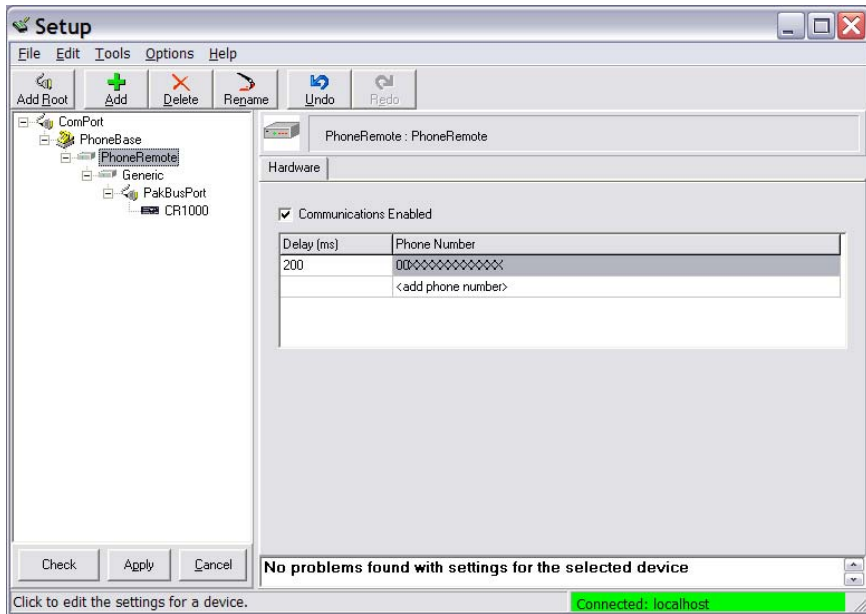 Setup
File Edit Tools Options Help
Add Root Add Delete Rename Undo Redo
ComPort
PhoneBase
PhoneRemote
Generic
PakBusPort
CR1000
PhoneRemote : PhoneRemote
Hardware
Communications Enabled
Delay (ms) Phone Number
200 00XXXXXXXXXXXX
<add phone number>
Check Apply Cancel
No problems found with settings for the selected device
Click to edit the settings for a device.
Connected: localhost